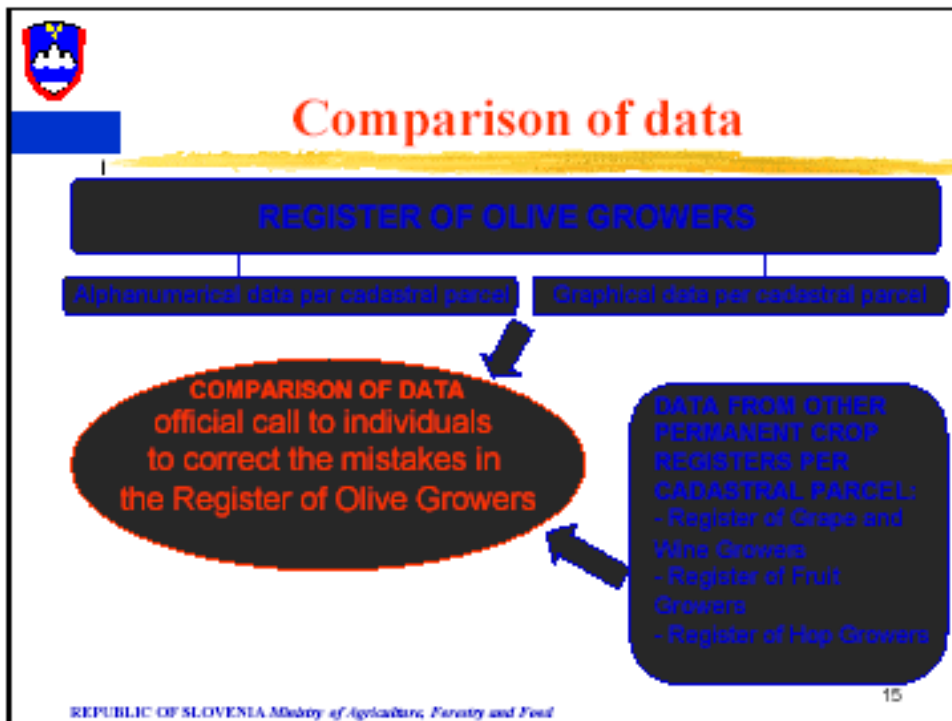 Comparison of data
REGISTER OF OLIVE GROWERS
Alphanumerical data per cadastral parcel
Graphical data per cadastral parcel
COMPARISON OF DATA
official call to individuals
to correct the mistakes in
the Register of Olive Growers
DATA FROM OTHER
PERMANENT CROP
REGISTERS PER
CADASTRAL PARCEL:
- Register of Grape and
Wine Growers
- Register of Fruit
Growers
- Register of Hop Growers
15
REPUBLIC OF SLOVENIA Ministry of Agriculture, Forestry and Food